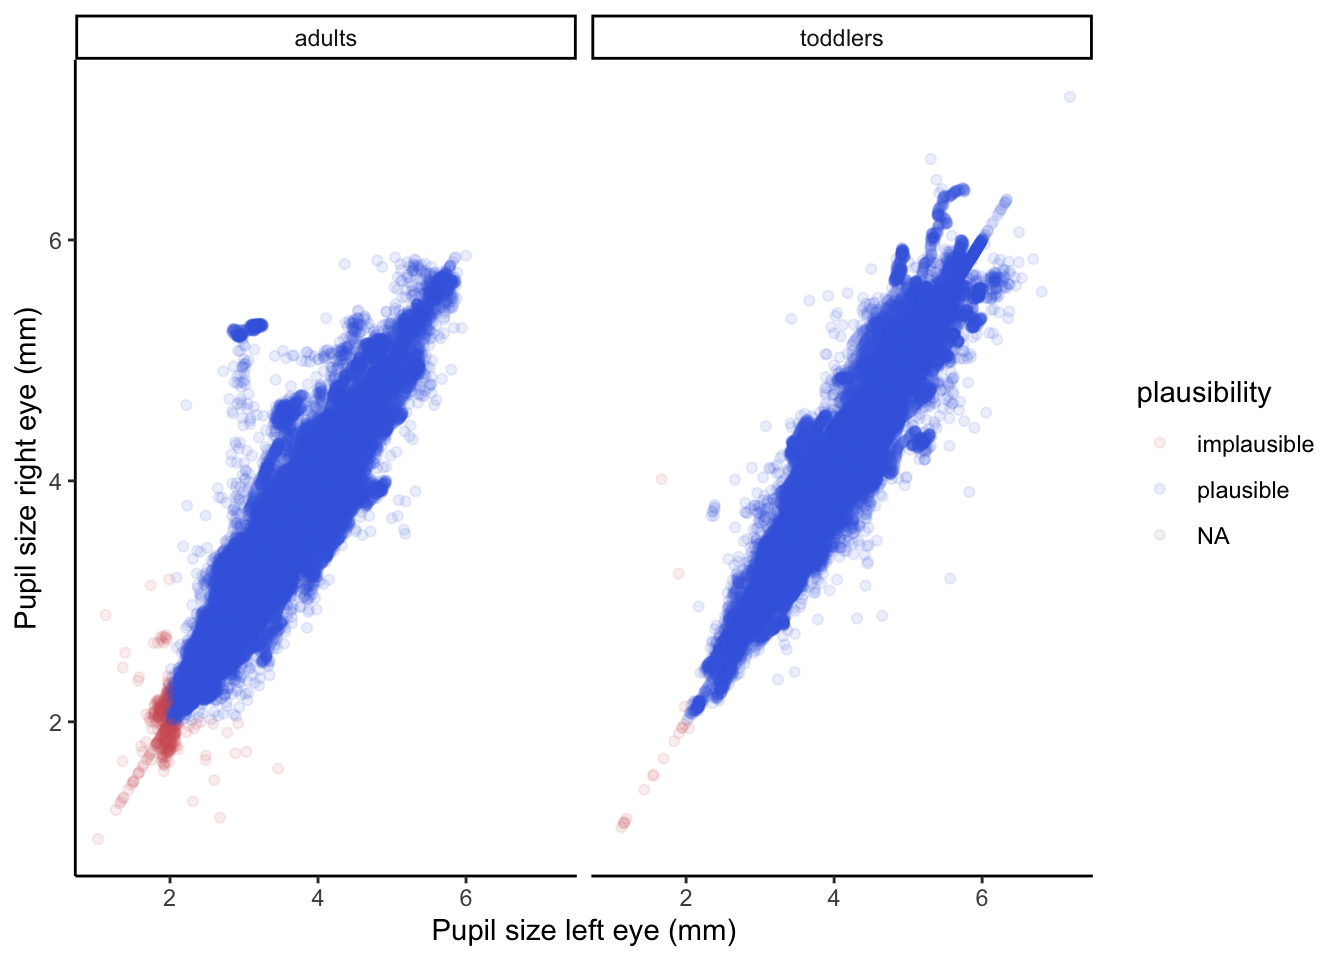 adults
toddlers
Pupil size right eye (mm)
6
4
2
2
4
6
2
4
6
Pupil size left eye (mm)
plausibility
implausible
plausible
NA